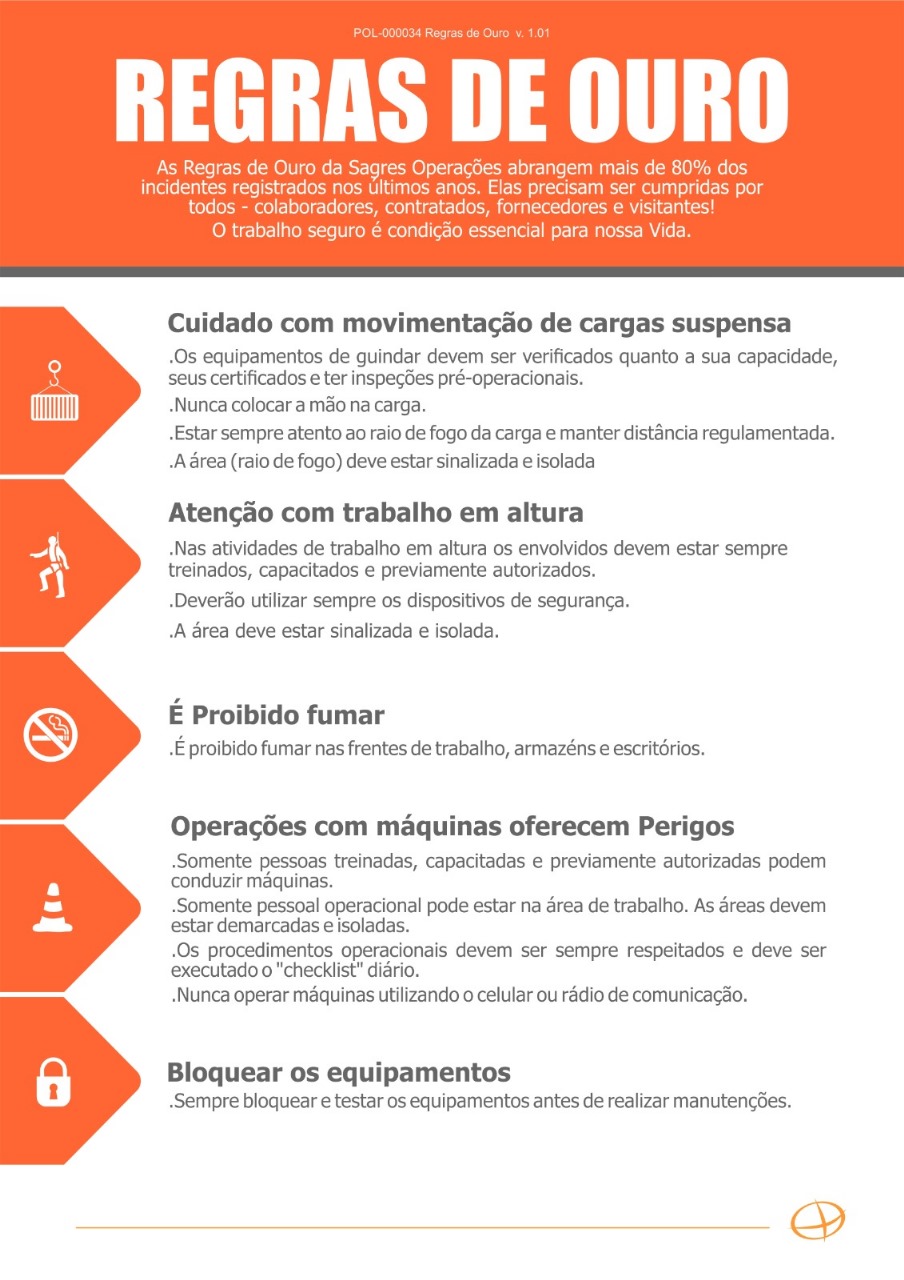 POL-000034 Regras de Ouro v. 1.01
REGRAS DE OURO
As Regras de Ouro da Sagres Operações abrangem mais de 80% dos
incidentes registrados nos últimos anos. Elas precisam ser cumpridas por
todos - colaboradores, contratados, fornecedores e visitantes!
O trabalho seguro é condição essencial para nossa Vida.
Cuidado com movimentação de cargas suspensa
.Os equipamentos de guindar devem ser verificados quanto a sua capacidade,
seus certificados e ter inspeções pré-operacionais.
.Nunca colocar a mão na carga.
.Estar sempre atento ao raio de fogo da carga e manter distância regulamentada.
.A área (raio de fogo) deve estar sinalizada e isolada
Atenção com trabalho em altura
.Nas atividades de trabalho em altura os envolvidos devem estar sempre
treinados, capacitados e previamente autorizados.
.Deverão utilizar sempre os dispositivos de segurança.
.A área deve estar sinalizada e isolada.
É Proibido fumar
.É proibido fumar nas frentes de trabalho, armazéns e escritórios.
Operações com máquinas oferecem Perigos
.Somente pessoas treinadas, capacitadas e previamente autorizadas podem
conduzir máquinas.
.Somente pessoal operacional pode estar na área de trabalho. As áreas devem
estar demarcadas e isoladas.
.Os procedimentos operacionais devem ser sempre respeitados e deve ser
executado o "checklist" diário.
.Nunca operar máquinas utilizando o celular ou rádio de comunicação.
Bloquear os equipamentos
.Sempre bloquear e testar os equipamentos antes de realizar manutenções.